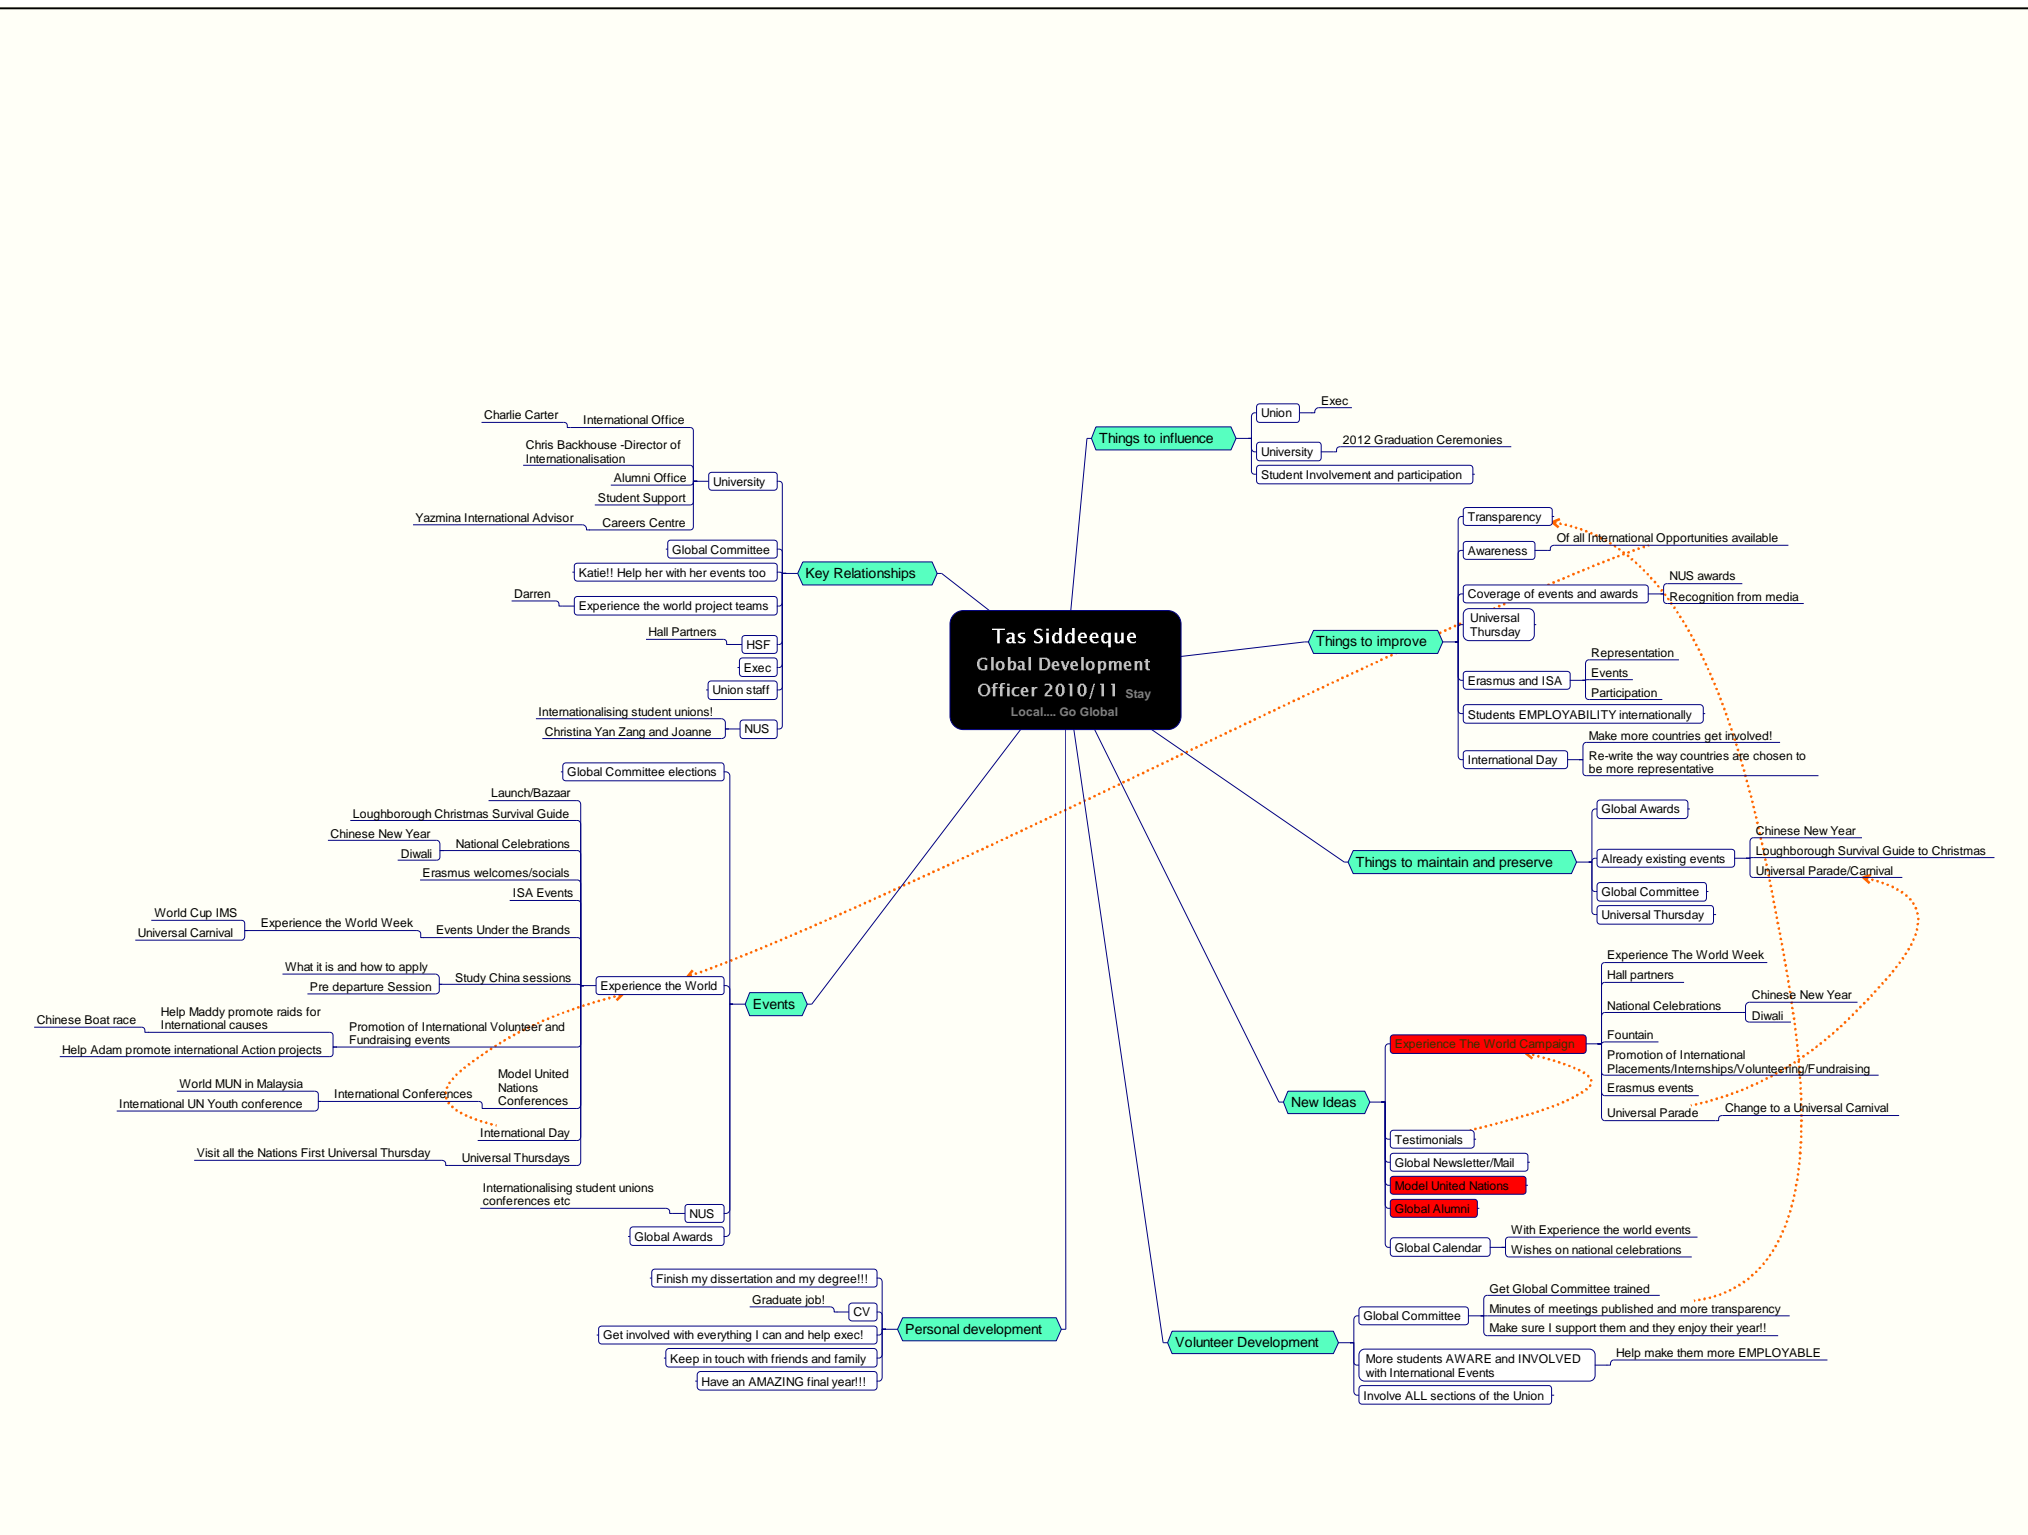 Tas Siddeeque
Global Development
Officer 2010/11 Stay
Local.... Go Global
Things to influence
Union
Exec
University
2012 Graduation Ceremonies
Student Involvement and participation
Things to improve
Transparency
Awareness
Of all International Opportunities available
Coverage of events and awards
NUS awards
Recognition from media
Universal
Thursday
Erasmus and ISA
Representation
Events
Participation
Students EMPLOYABILITY internationally
International Day
Make more countries get involved!
Re-write the way countries are chosen to
be more representative
Things to maintain and preserve
Global Awards
Already existing events
Chinese New Year
Loughborough Survival Guide to Christmas
Universal Parade/Carnival
Global Committee
Universal Thursday
New Ideas
Experience The World Campaign
Experience The World Week
Hall partners
National Celebrations
Chinese New Year
Diwali
Fountain
Promotion of International
Placements/Internships/Volunteering/Fundraising
Erasmus events
Universal Parade
Change to a Universal Carnival
Testimonials
Global Newsletter/Mail
Model United Nations
Global Alumni
Global Calendar
With Experience the world events
Wishes on national celebrations
Volunteer Development
Global Committee
Get Global Committee trained
Minutes of meetings published and more transparency
Make sure I support them and they enjoy their year!!
More students AWARE and INVOLVED
with International Events
Help make them more EMPLOYABLE
Involve ALL sections of the Union
Personal development
Finish my dissertation and my degree!!!
CV
Graduate job!
Get involved with everything I can and help exec!
Keep in touch with friends and family
Have an AMAZING final year!!!
Events
Global Committee elections
Experience the World
Launch/Bazaar
Loughborough Christmas Survival Guide
National Celebrations
Chinese New Year
Diwali
Erasmus welcomes/socials
ISA Events
Events Under the Brands
Experience the World Week
World Cup IMS
Universal Carnival
Study China sessions
What it is and how to apply
Pre departure Session
Promotion of International Volunteer and
Fundraising events
Help Maddy promote raids for
International causes
Chinese Boat race
Help Adam promote international Action projects
Model United
Nations
Conferences
International Conferences
World MUN in Malaysia
International UN Youth conference
International Day
Universal Thursdays
Visit all the Nations First Universal Thursday
NUS
Internationalising student unions
conferences etc
Global Awards
Key Relationships
University
International Office
Charlie Carter
Chris Backhouse -Director of
Internationalisation
Alumni Office
Student Support
Careers Centre
Yazmina International Advisor
Global Committee
Katie!! Help her with her events too
Experience the world project teams
Darren
HSF
Hall Partners
Exec
Union staff
NUS
Internationalising student unions!
Christina Yan Zang and Joanne